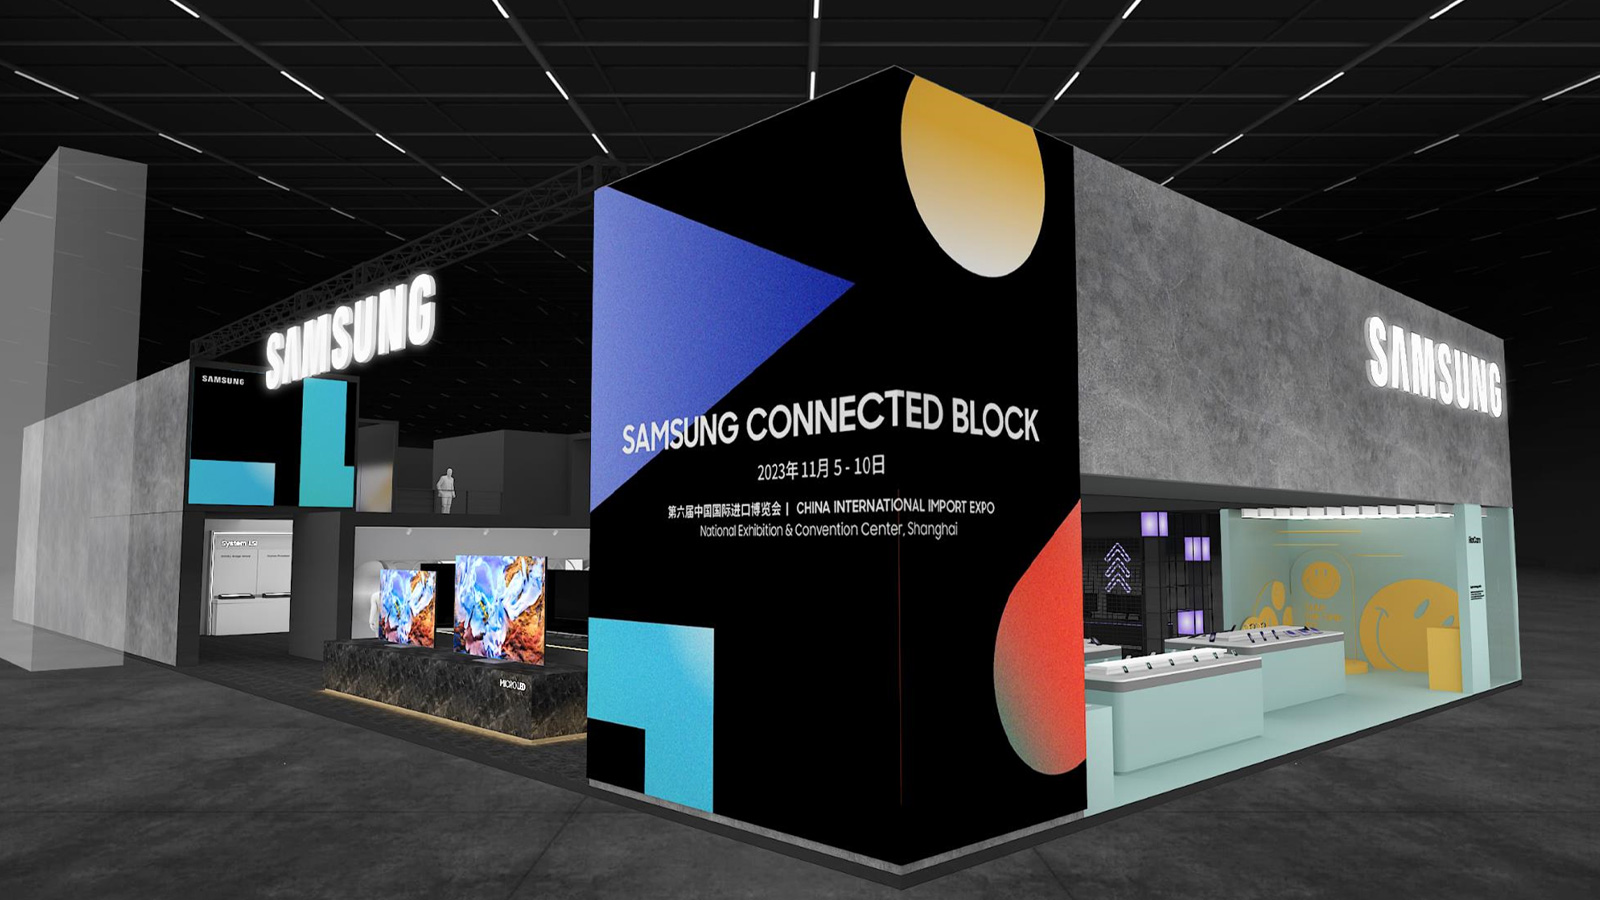 SAMSUNG
SAMSUNG
System LSI
MICRO LED
SAMSUNG CONNECTED BLOCK
2023年 11月 5 - 10日
第六届中国国际进口博览会 | CHINA INTERNATIONAL IMPORT EXPO
National Exhibition & Convention Center, Shanghai
SAMSUNG